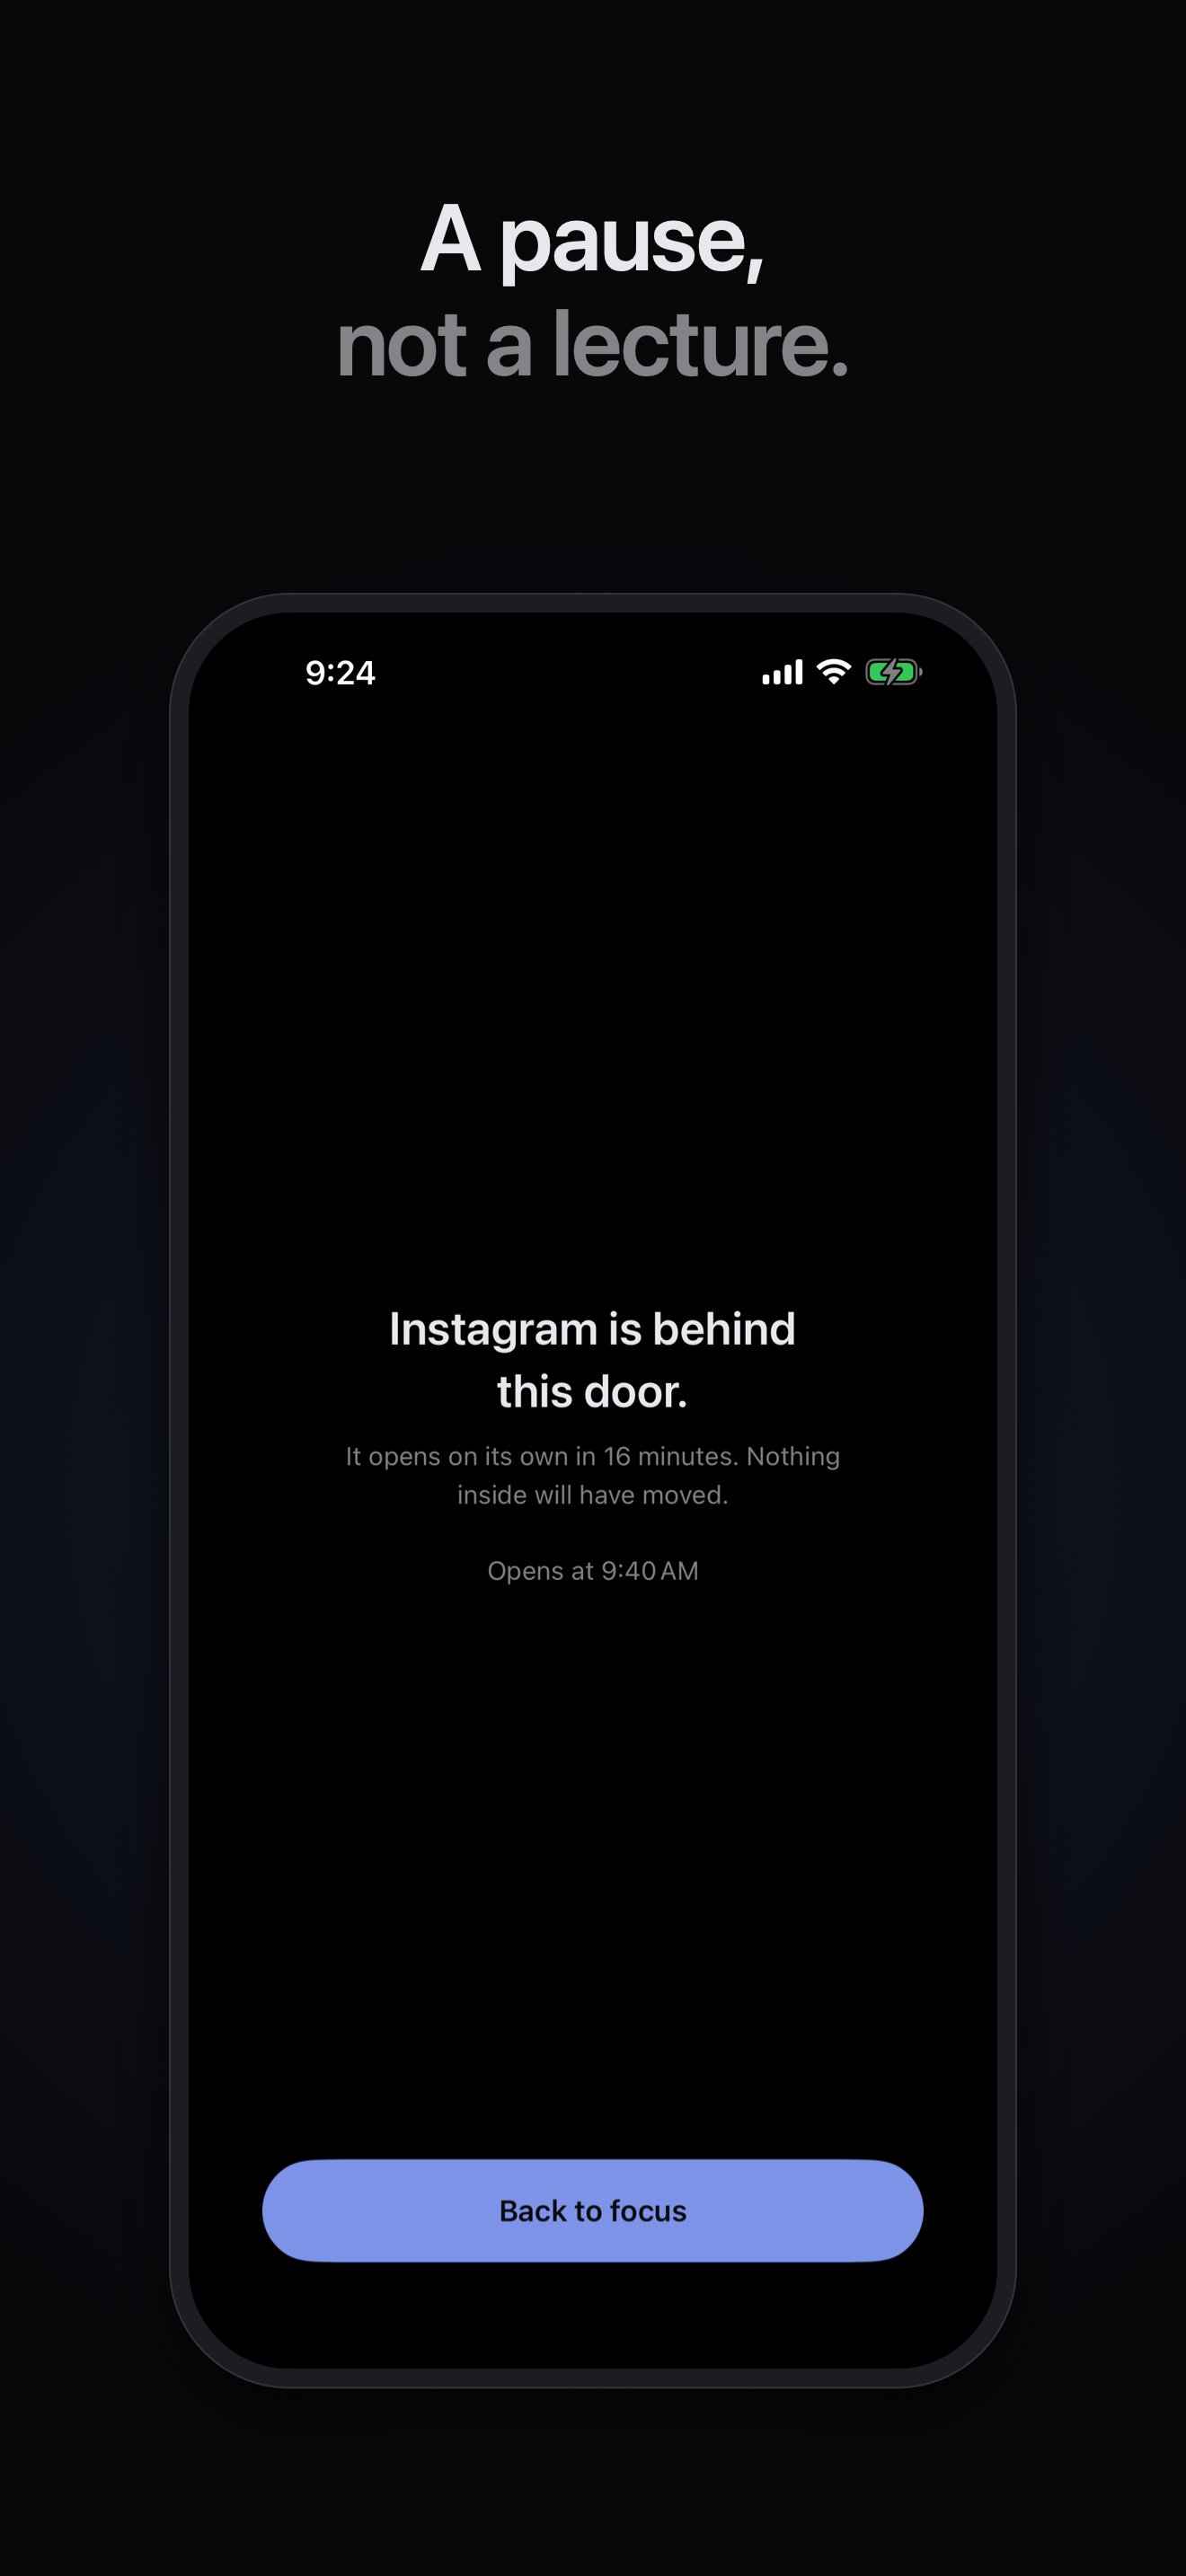 A pause,
not a lecture.
9:24
Instagram is behind
this door.
It opens on its own in 16 minutes. Nothing
inside will have moved.
Opens at 9:40 AM
Back to focus